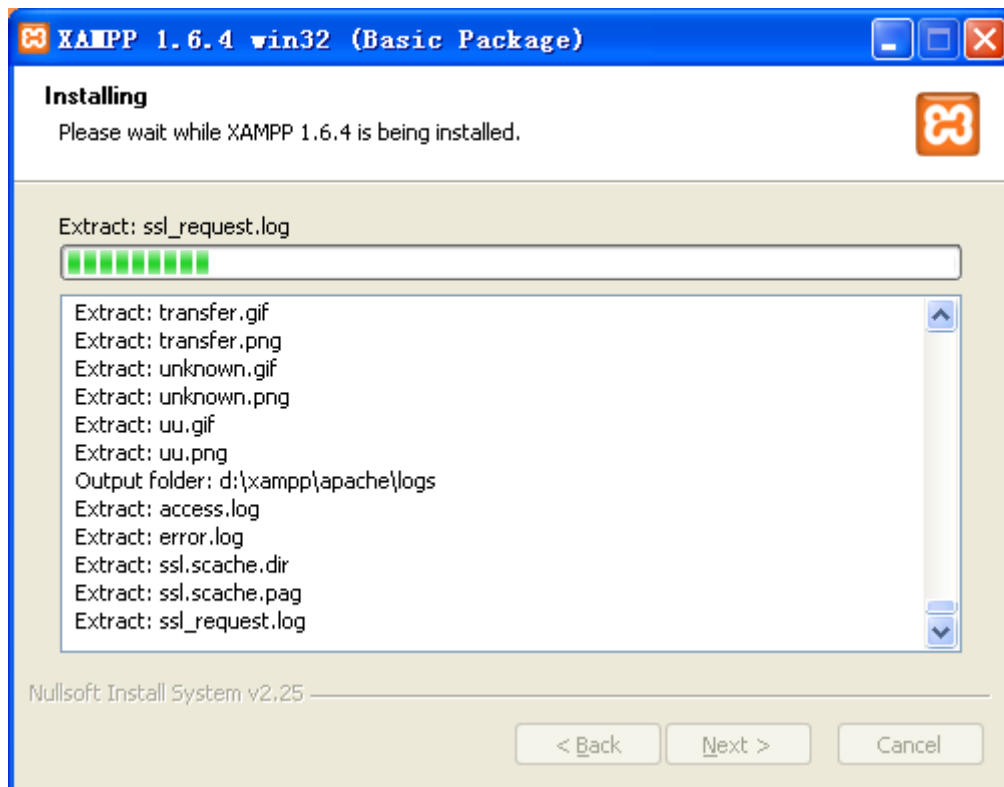 XAMPP 1.6.4 win32 (Basic Package)
Installing
Please wait while XAMPP 1.6.4 is being installed.
Extract: ssl_request.log
Extract: transfer.gif
Extract: transfer.png
Extract: unknown.gif
Extract: unknown.png
Extract: uu.gif
Extract: uu.png
Output folder: d:\xampp\apache\logs
Extract: access.log
Extract: error.log
Extract: ssl.scache.dir
Extract: ssl.scache.pag
Extract: ssl_request.log
Nullsoft Install System v2.25
< Back Next > Cancel